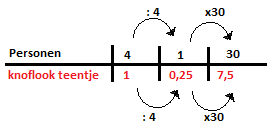 : 4 x30
Personen 4 1 30
knoflook teentje 1 0,25 7,5
: 4 x30